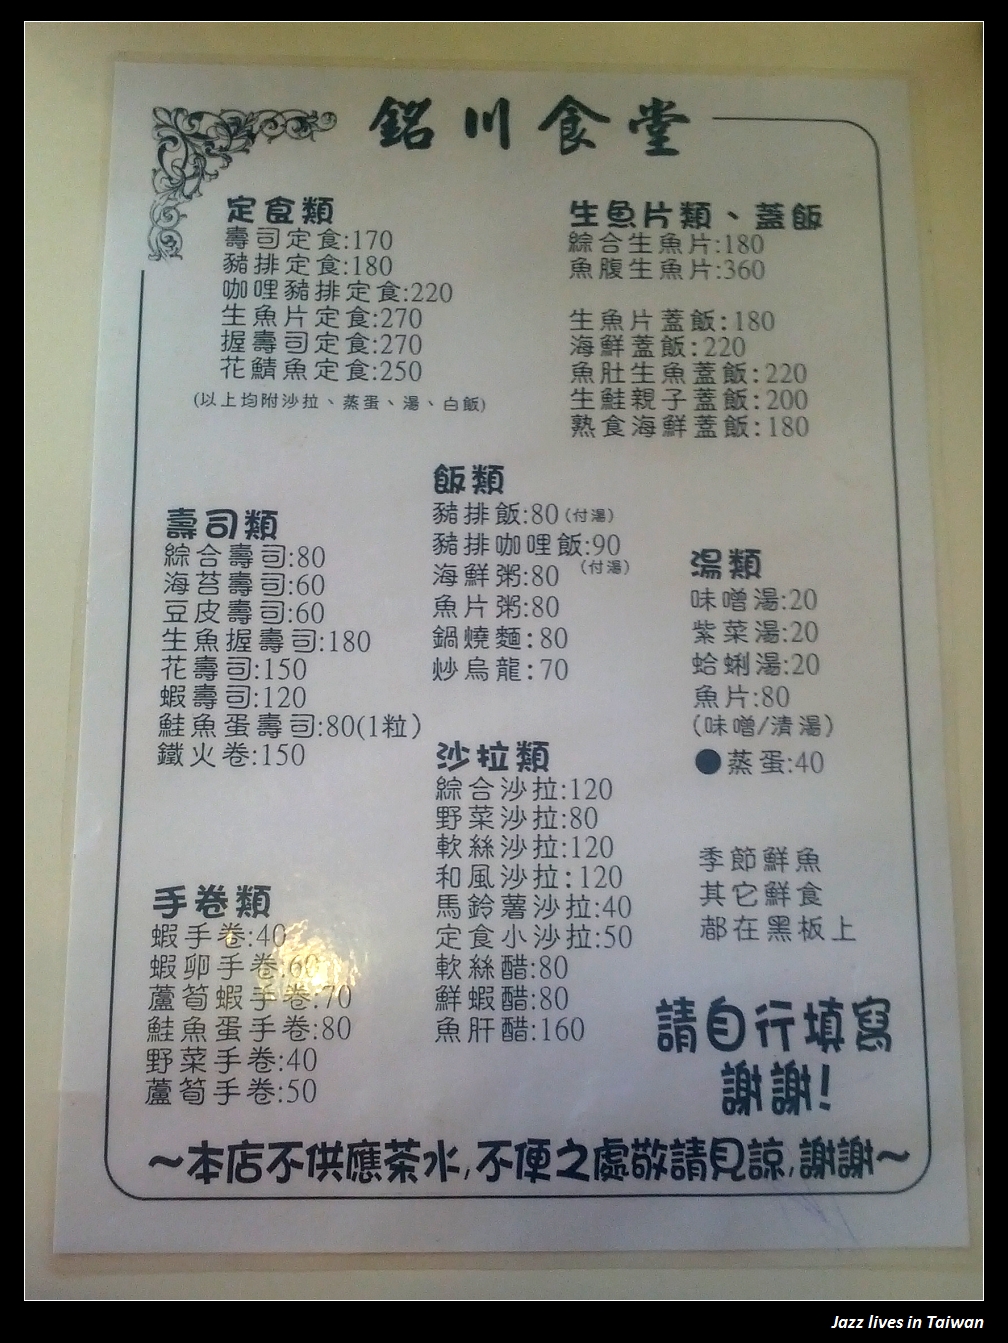 銘川食堂
定食類
壽司定食:170
豬排定食:180
咖哩豬排定食:220
生魚片定食:270
握壽司定食:270
花鯖魚定食:250
(以上均附沙拉、蒸蛋、湯、白飯)
生魚片類、蓋飯
綜合生魚片:180
魚腹生魚片:360
生魚片蓋飯:180
海鮮蓋飯:220
魚肚生魚蓋飯:220
生鮭親子蓋飯:200
熟食海鮮蓋飯:180
飯類
豬排飯:80(付湯)
豬排咖哩飯:90
(付湯)
海鮮粥:80
魚片粥:80
鍋燒麵:80
炒烏龍:70
壽司類
綜合壽司:80
海苔壽司:60
豆皮壽司:60
生魚握壽司:180
花壽司:150
蝦壽司:120
鮭魚蛋壽司:80(1粒)
鐵火卷:150
湯類
味噌湯:20
紫菜湯:20
蛤蜊湯:20
魚片:80
(味噌/清湯)
●蒸蛋:40
沙拉類
綜合沙拉:120
野菜沙拉:80
軟絲沙拉:120
和風沙拉:120
馬鈴薯沙拉:40
定食小沙拉:50
軟絲醋:80
鮮蝦醋:80
魚肝醋:160
手卷類
蝦手卷:40
蝦卵手卷:60
蘆筍蝦手卷:70
鮭魚蛋手卷:80
野菜手卷:40
蘆筍手卷:50
季節鮮魚
其它鮮食
都在黑板上
請自行填寫
謝謝!
～本店不供應茶水,不便之處敬請見諒,謝謝～
Jazz lives in Taiwan